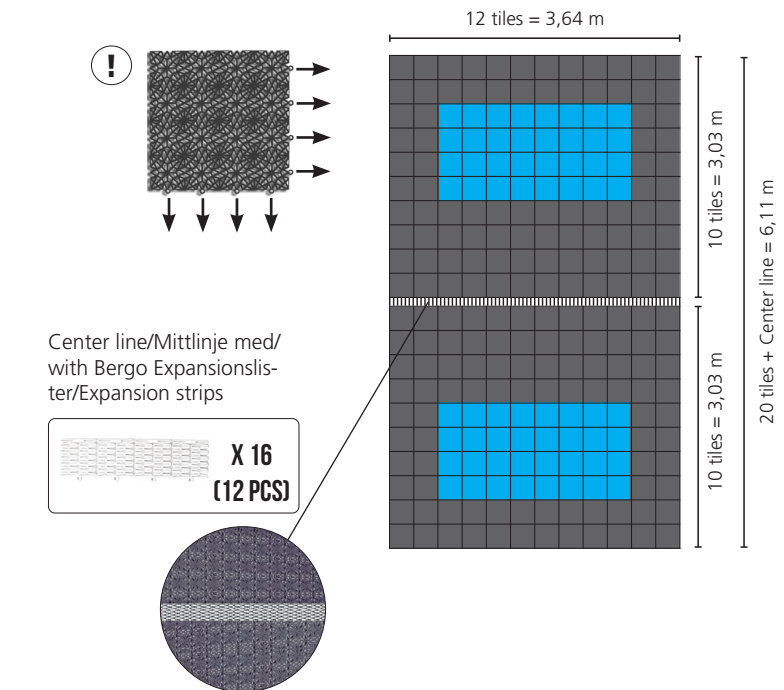 12 tiles = 3,64 m
!
10 tiles = 3,03 m
20 tiles + Center line = 6,11 m
10 tiles = 3,03 m
Center line/Mittlinje med/
with Bergo Expansionslis-
ter/Expansion strips
X 16
(12 PCS)